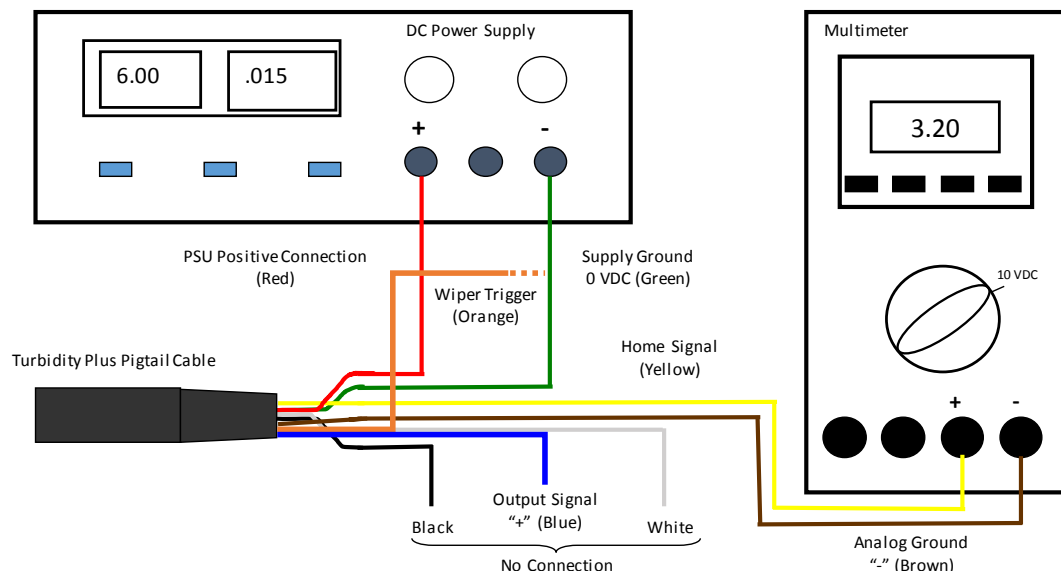 DC Power Supply
6.00
.015
+
-
Multimeter
3.20
PSU Positive Connection
(Red)
Supply Ground
0 VDC (Green)
Wiper Trigger
(Orange)
10 VDC
Home Signal
(Yellow)
Turbidity Plus Pigtail Cable
+
-
Output Signal
“+” (Blue)
Black
White
No Connection
Analog Ground
“-” (Brown)